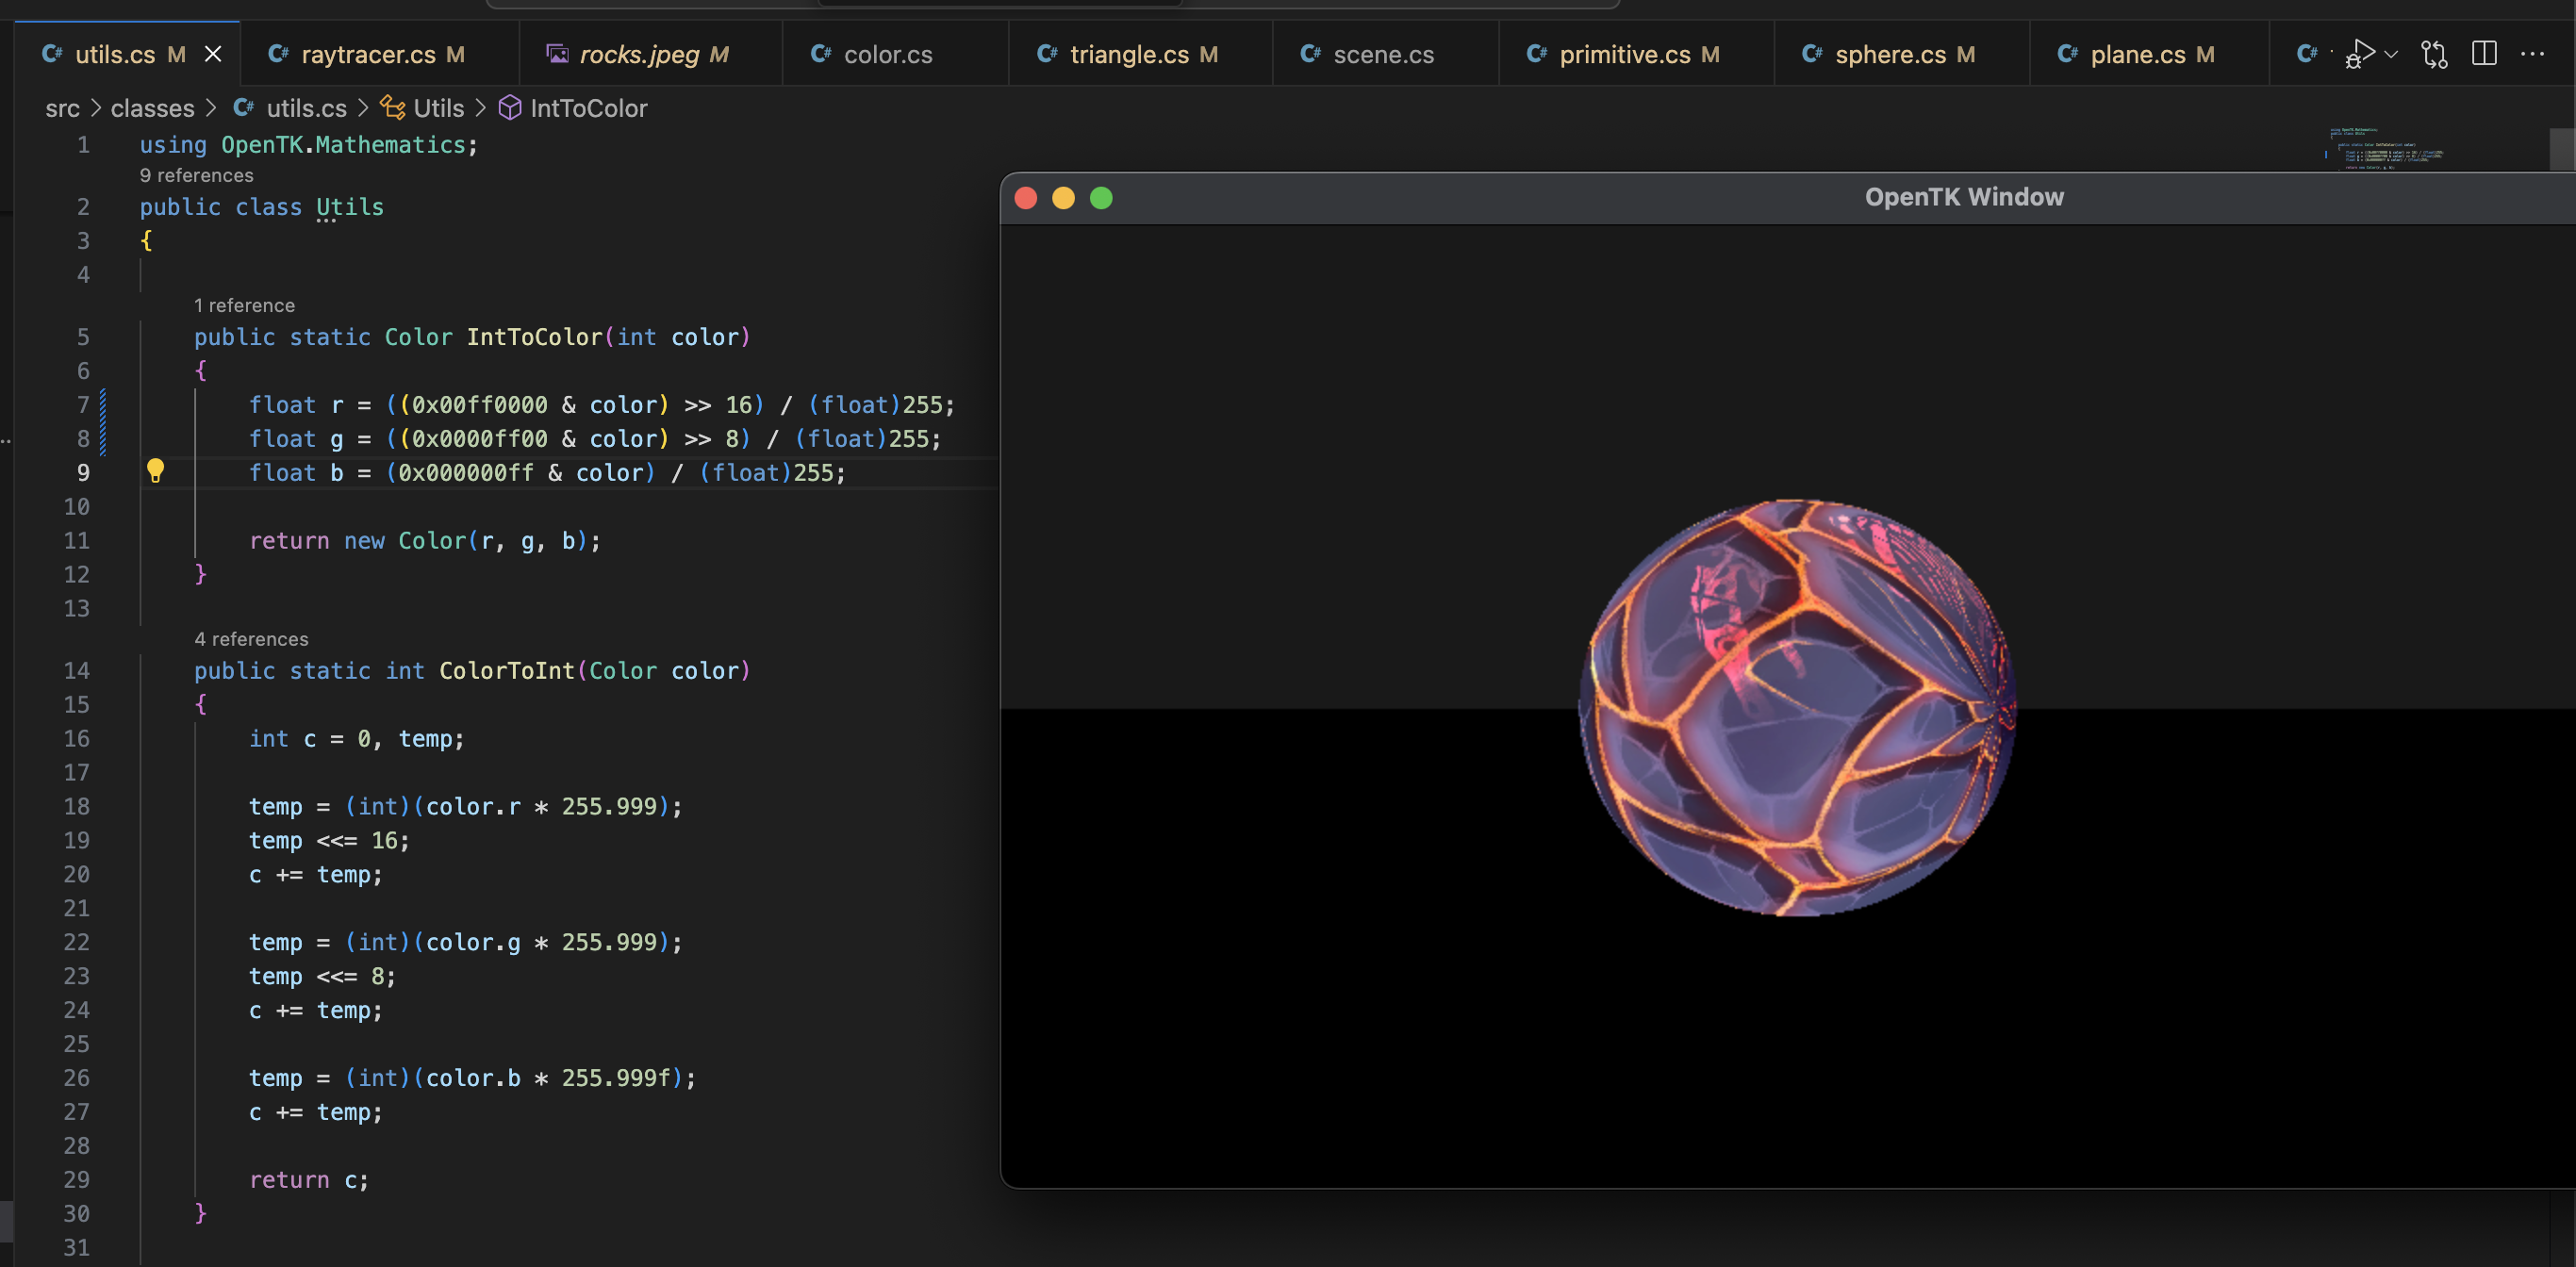 utils.cs M
raytracer.cs M
rocks.jpeg M
color.cs
triangle.cs M
scene.cs
primitive.cs M
sphere.cs M
plane.cs M
src > classes > utils.cs > Utils > IntToColor
1 using OpenTK.Mathematics;
9 references
2 public class Utils
3 {
4
1 reference
5 public static Color IntToColor(int color)
6 {
7 float r = ((0x00ff0000 & color) >> 16) / (float)255;
8 float g = ((0x0000ff00 & color) >> 8) / (float)255;
9 float b = (0x000000ff & color) / (float)255;
10
11 return new Color(r, g, b);
12 }
13
4 references
14 public static int ColorToInt(Color color)
15 {
16 int c = 0, temp;
17
18 temp = (int)(color.r * 255.999);
19 temp <<= 16;
20 c += temp;
21
22 temp = (int)(color.g * 255.999);
23 temp <<= 8;
24 c += temp;
25
26 temp = (int)(color.b * 255.999f);
27 c += temp;
28
29 return c;
30 }
31
OpenTK Window